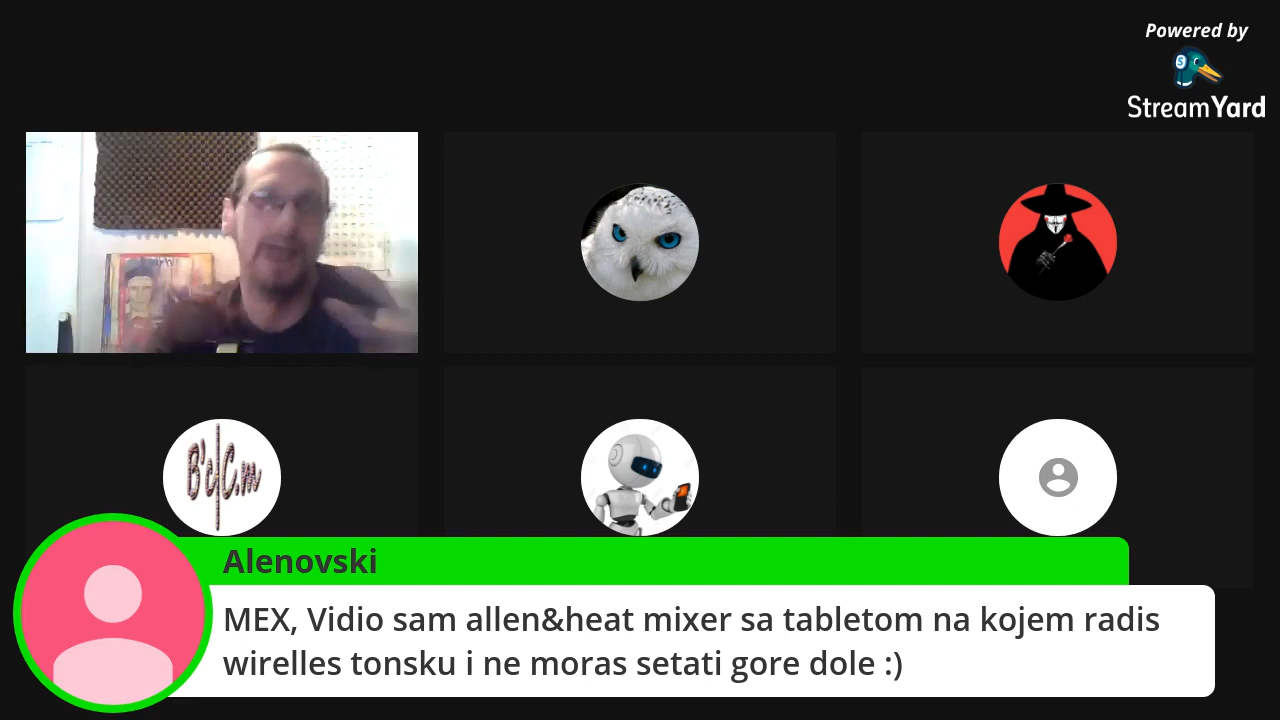 Powered by
StreamYard
B'c C.m
Alenovski
MEX, Vidio sam allen&heat mixer sa tabletom na kojem radis
wirelles tonsku i ne moras setati gore dole :)